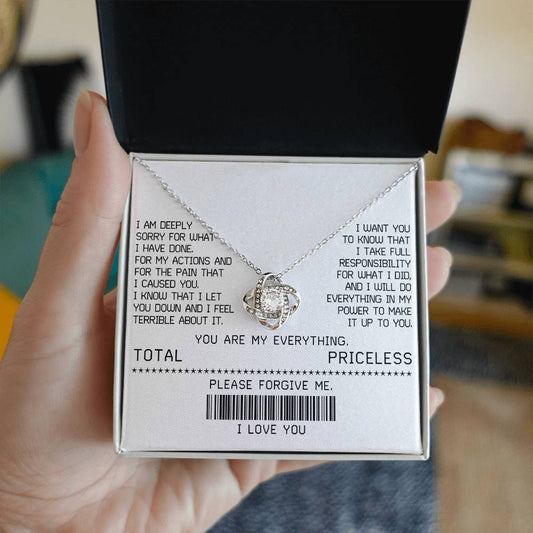 I AM DEEPLY
SORRY FOR WHAT
I HAVE DONE.
FOR MY ACTIONS AND
FOR THE PAIN THAT
I CAUSED YOU.
I KNOW THAT I LET
YOU DOWN AND I FEEL
TERRIBLE ABOUT IT.
I WANT YOU
TO KNOW THAT
I TAKE FULL
RESPONSIBILITY
FOR WHAT I DID,
AND I WILL DO
EVERYTHING IN MY
POWER TO MAKE
IT UP TO YOU.
YOU ARE MY EVERYTHING.
TOTAL PRICELESS
PLEASE FORGIVE ME.
I LOVE YOU